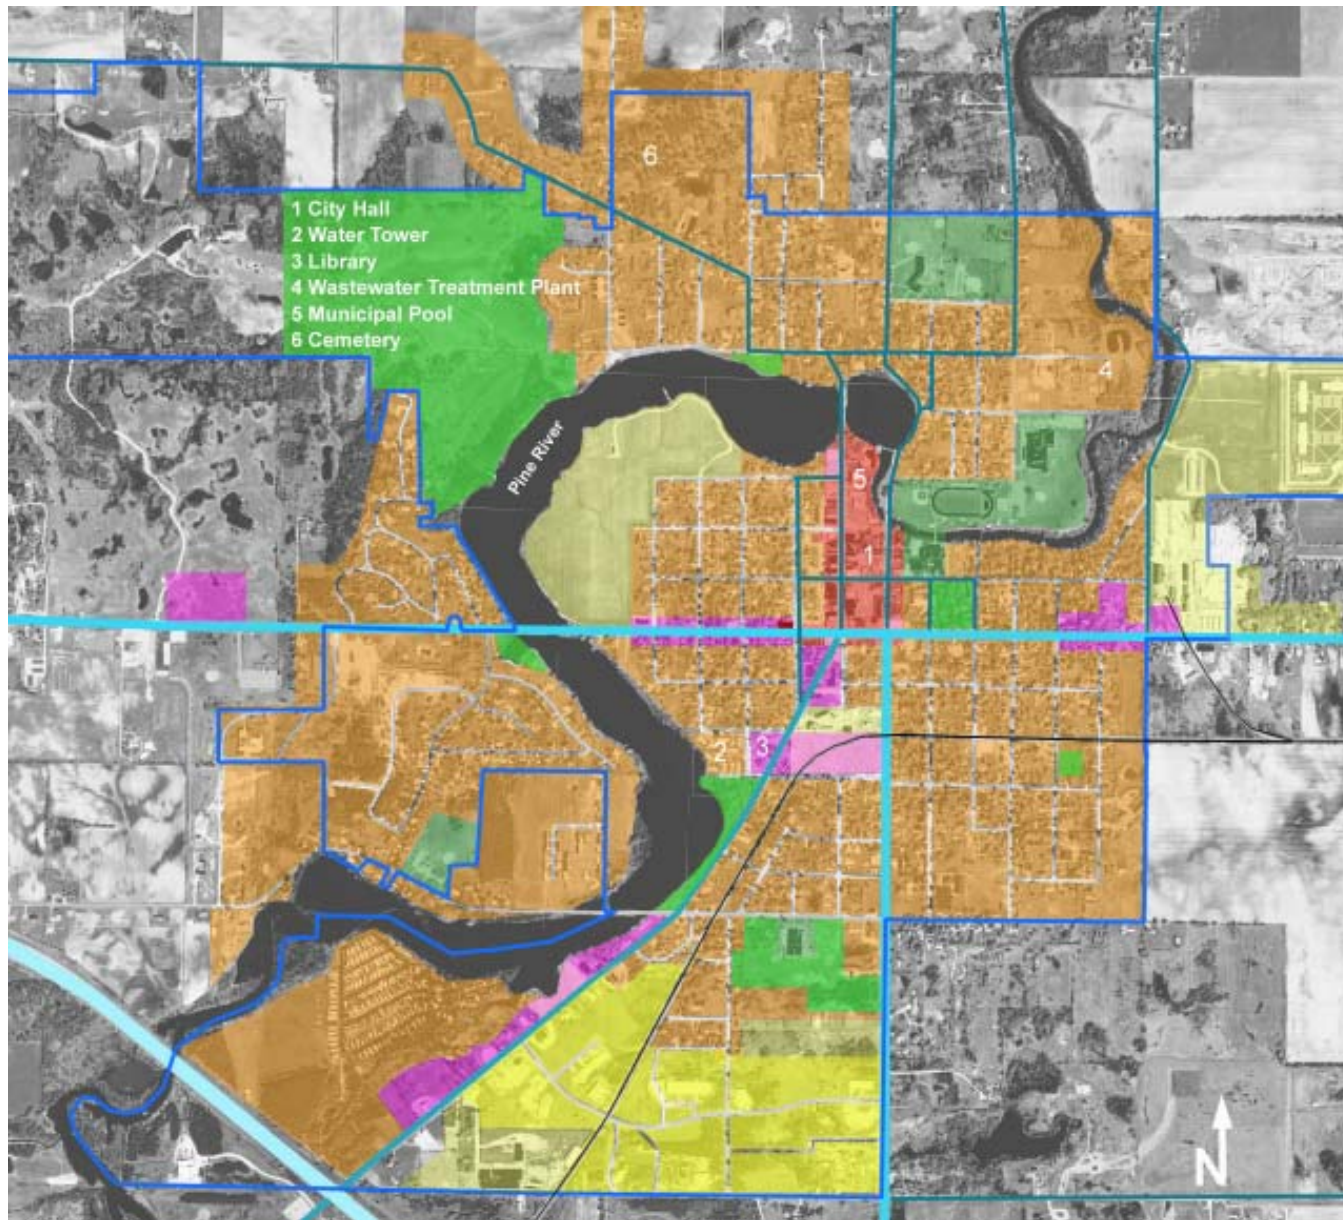 6
1 City Hall
2 Water Tower
3 Library
4 Wastewater Treatment Plant
5 Municipal Pool
6 Cemetery
4
Pine River
5
1
2
3
N